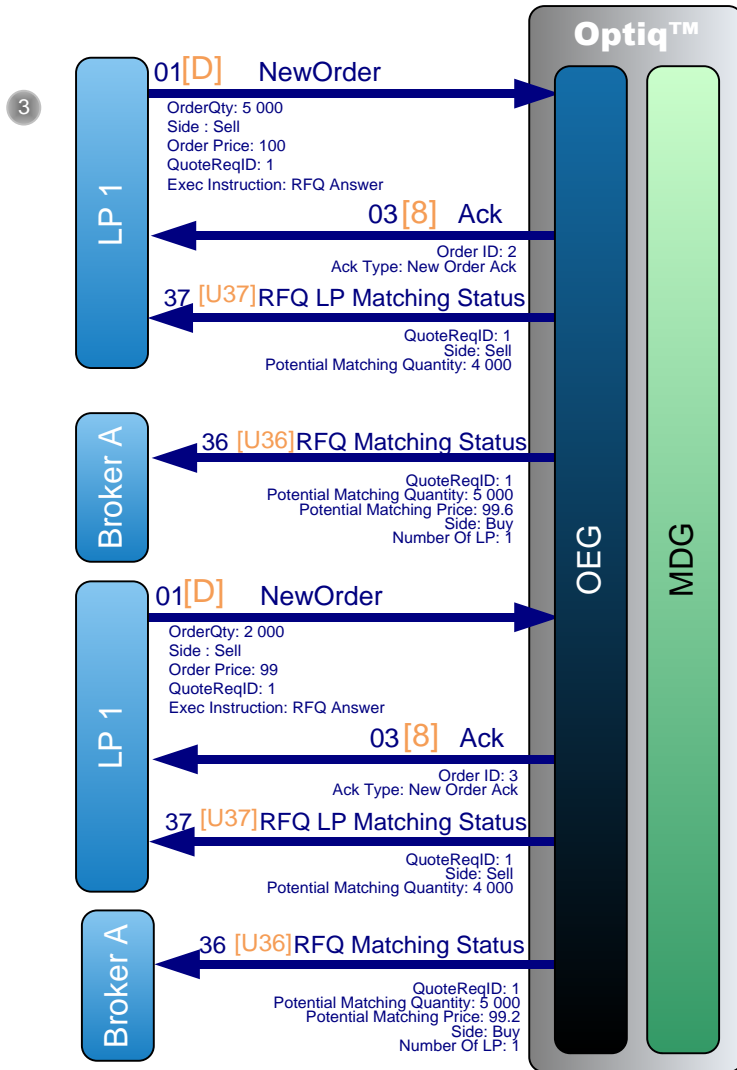 Optiq™
3
LP 1
01[D] NewOrder
OrderQty: 5 000
Side : Sell
Order Price: 100
QuoteReqID: 1
Exec Instruction: RFQ Answer
03[8] Ack
Order ID: 2
Ack Type: New Order Ack
37 [U37]RFQ LP Matching Status
QuoteReqID: 1
Side: Sell
Potential Matching Quantity: 4 000
Broker A
36 [U36]RFQ Matching Status
QuoteReqID: 1
Potential Matching Quantity: 5 000
Potential Matching Price: 99.6
Side: Buy
Number Of LP: 1
OEG
MDG
LP 1
01[D] NewOrder
OrderQty: 2 000
Side : Sell
Order Price: 99
QuoteReqID: 1
Exec Instruction: RFQ Answer
03[8] Ack
Order ID: 3
Ack Type: New Order Ack
37 [U37]RFQ LP Matching Status
QuoteReqID: 1
Side: Sell
Potential Matching Quantity: 4 000
Broker A
36 [U36]RFQ Matching Status
QuoteReqID: 1
Potential Matching Quantity: 5 000
Potential Matching Price: 99.2
Side: Buy
Number Of LP: 1